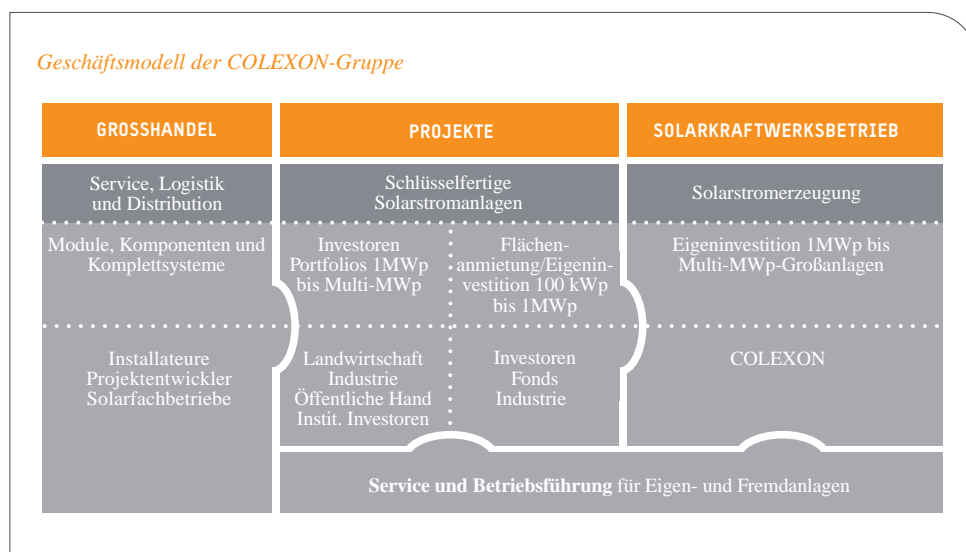 Geschäftsmodell der COLEXON-Gruppe
GROSSHANDEL
PROJEKTE
SOLARKRAFTWERKSBETRIEB
Service, Logistik
und Distribution
Schlüsselfertige
Solarstromanlagen
Solarstromerzeugung
Module, Komponenten und
Komplettsysteme
Investoren
Portfolios 1MWp
bis Multi-MWp
Flächen-
anmietung/Eigenin-
vestition 100 kWp
bis 1MWp
Eigeninvestition 1MWp bis
Multi-MWp-Großanlagen
Installateure
Projektentwickler
Solarfachbetriebe
Landwirtschaft
Industrie
Öffentliche Hand
Instit. Investoren
Investoren
Fonds
Industrie
COLEXON
Service und Betriebsführung für Eigen- und Fremdanlagen